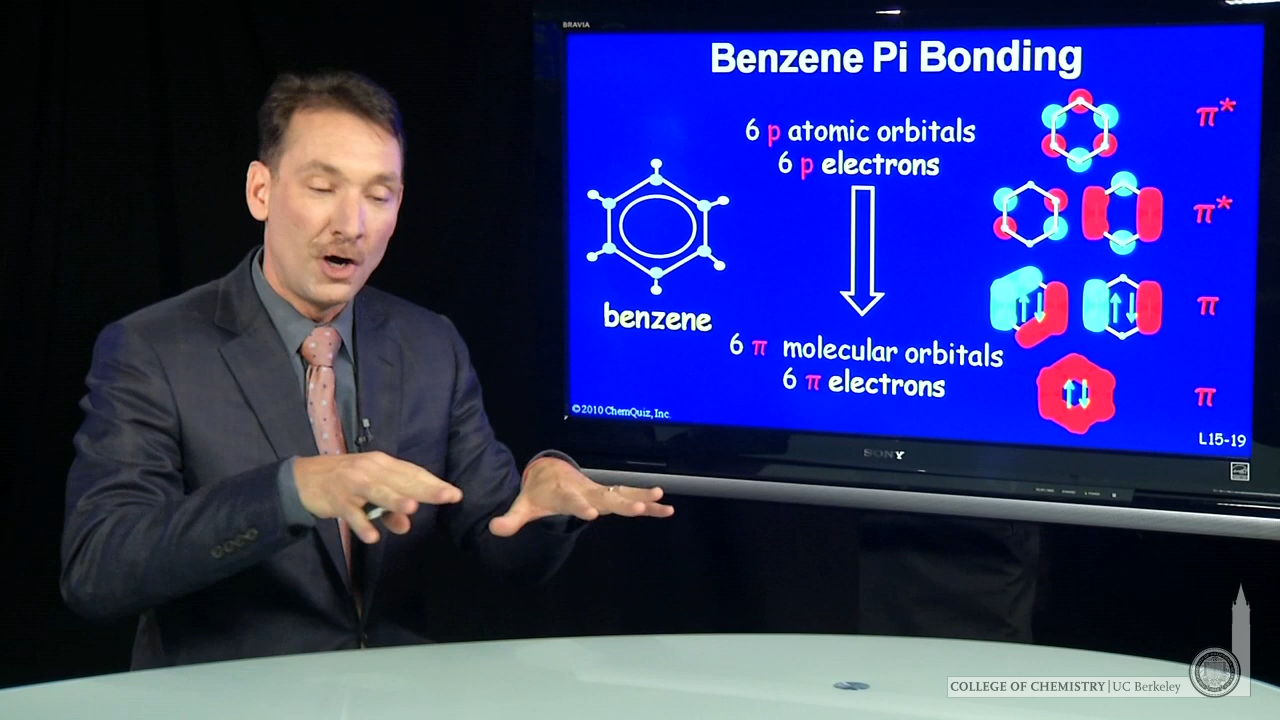 BRAVIA
Benzene Pi Bonding
6 p atomic orbitals
6 p electrons
benzene
6 π molecular orbitals
6 π electrons
π*
π*
π
π
© 2010 ChemQuiz, Inc.
L15-19
SONY
COLLEGE OF CHEMISTRY | UC Berkeley